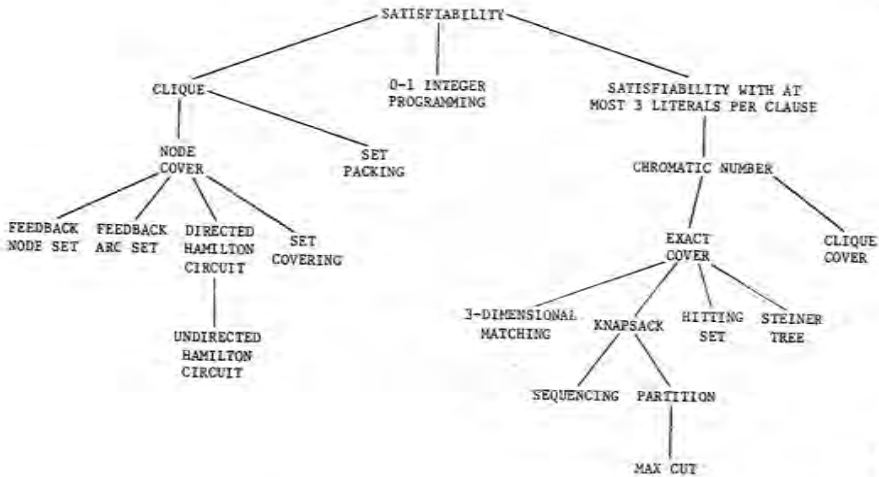 SATISFIABILITY
CLIQUE
0-1 INTEGER
PROGRAMMING
SATISFIABILITY WITH AT
MOST 3 LITERALS PER CLAUSE
NODE
COVER
SET
PACKING
CHROMATIC NUMBER
FEEDBACK
NODE SET
FEEDBACK
ARC SET
DIRECTED
HAMILTON
CIRCUIT
SET
COVERING
EXACT
COVER
CLIQUE
COVER
3-DIMENSIONAL
MATCHING
KNAPSACK
HITTING
SET
STEINER
TREE
UNDIRECTED
HAMILTON
CIRCUIT
SEQUENCING
PARTITION
MAX CUT